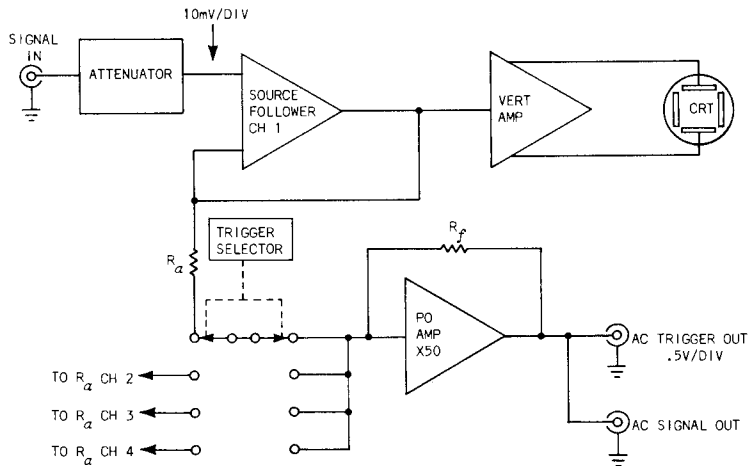 10mV/DIV
SIGNAL
IN
ATTENUATOR
SOURCE
FOLLOWER
CH 1
VERT
AMP
CRT
TRIGGER
SELECTOR
Ra
Rf
PO
AMP
X50
AC TRIGGER OUT
.5V/DIV
TO Ra CH 2
TO Ra CH 3
TO Ra CH 4
AC SIGNAL OUT